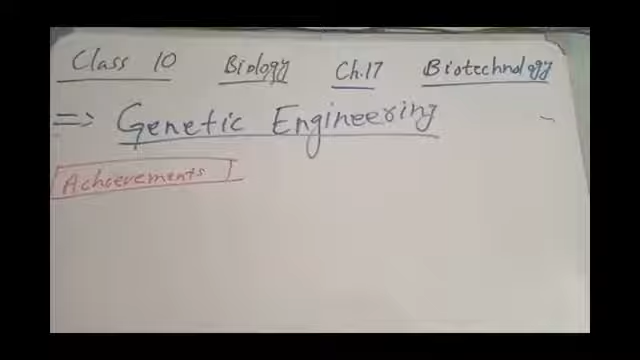 Class 10 Biology Ch.17 Biotechnology
=> Genetic Engineering
Achievements